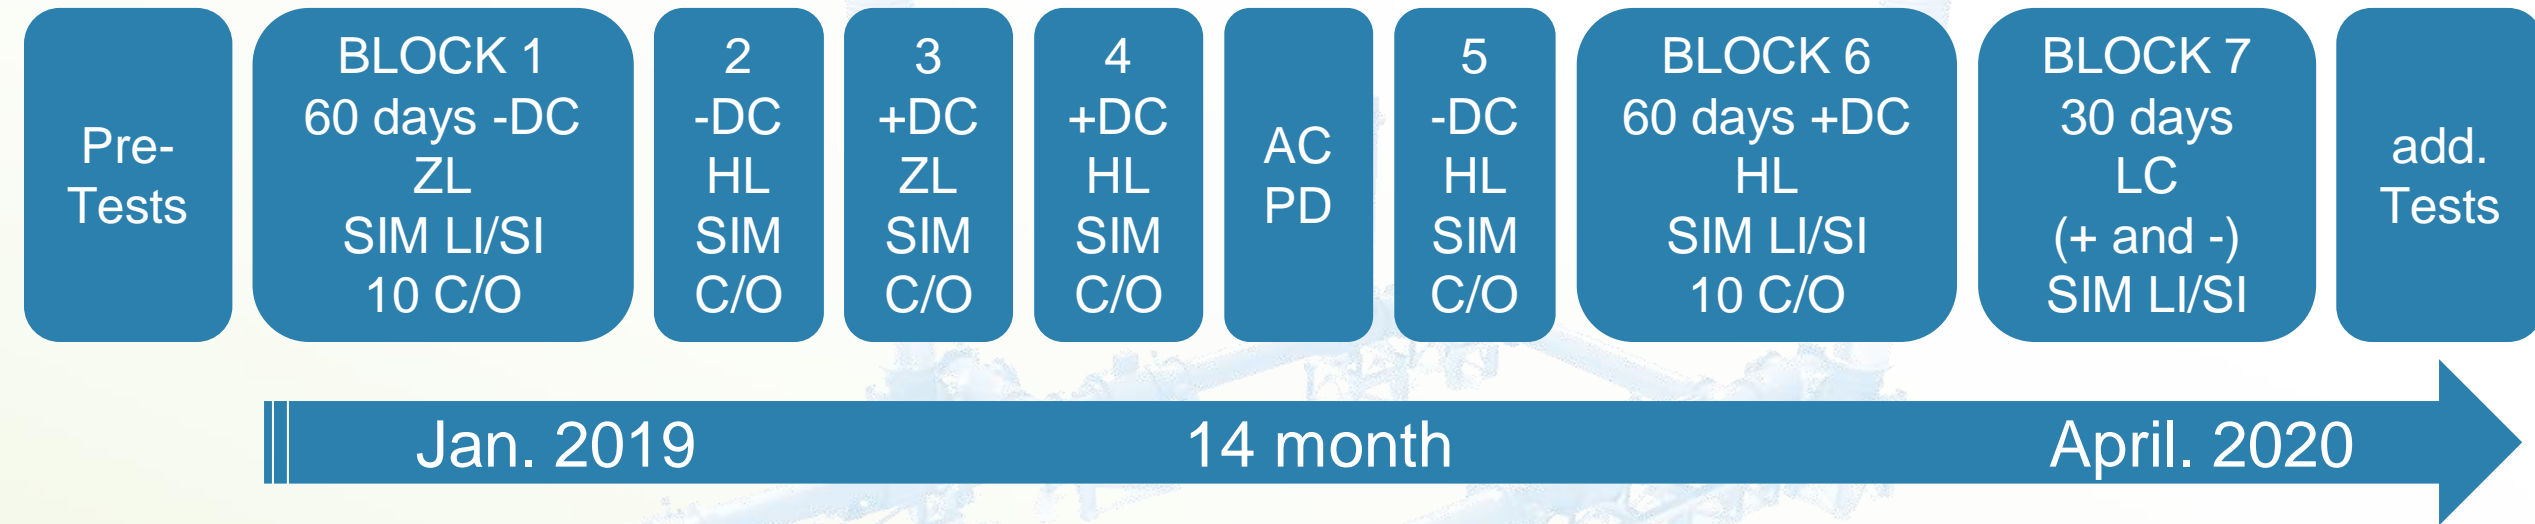 Pre-
Tests
BLOCK 1
60 days -DC
ZL
SIM LI/SI
10 C/O
2
-DC
HL
SIM
C/O
3
+DC
ZL
SIM
C/O
4
+DC
HL
SIM
C/O
AC
PD
5
-DC
HL
SIM
C/O
BLOCK 6
60 days +DC
HL
SIM LI/SI
10 C/O
BLOCK 7
30 days
LC
(+ and -)
SIM LI/SI
add.
Tests
Jan. 2019
14 month
April. 2020